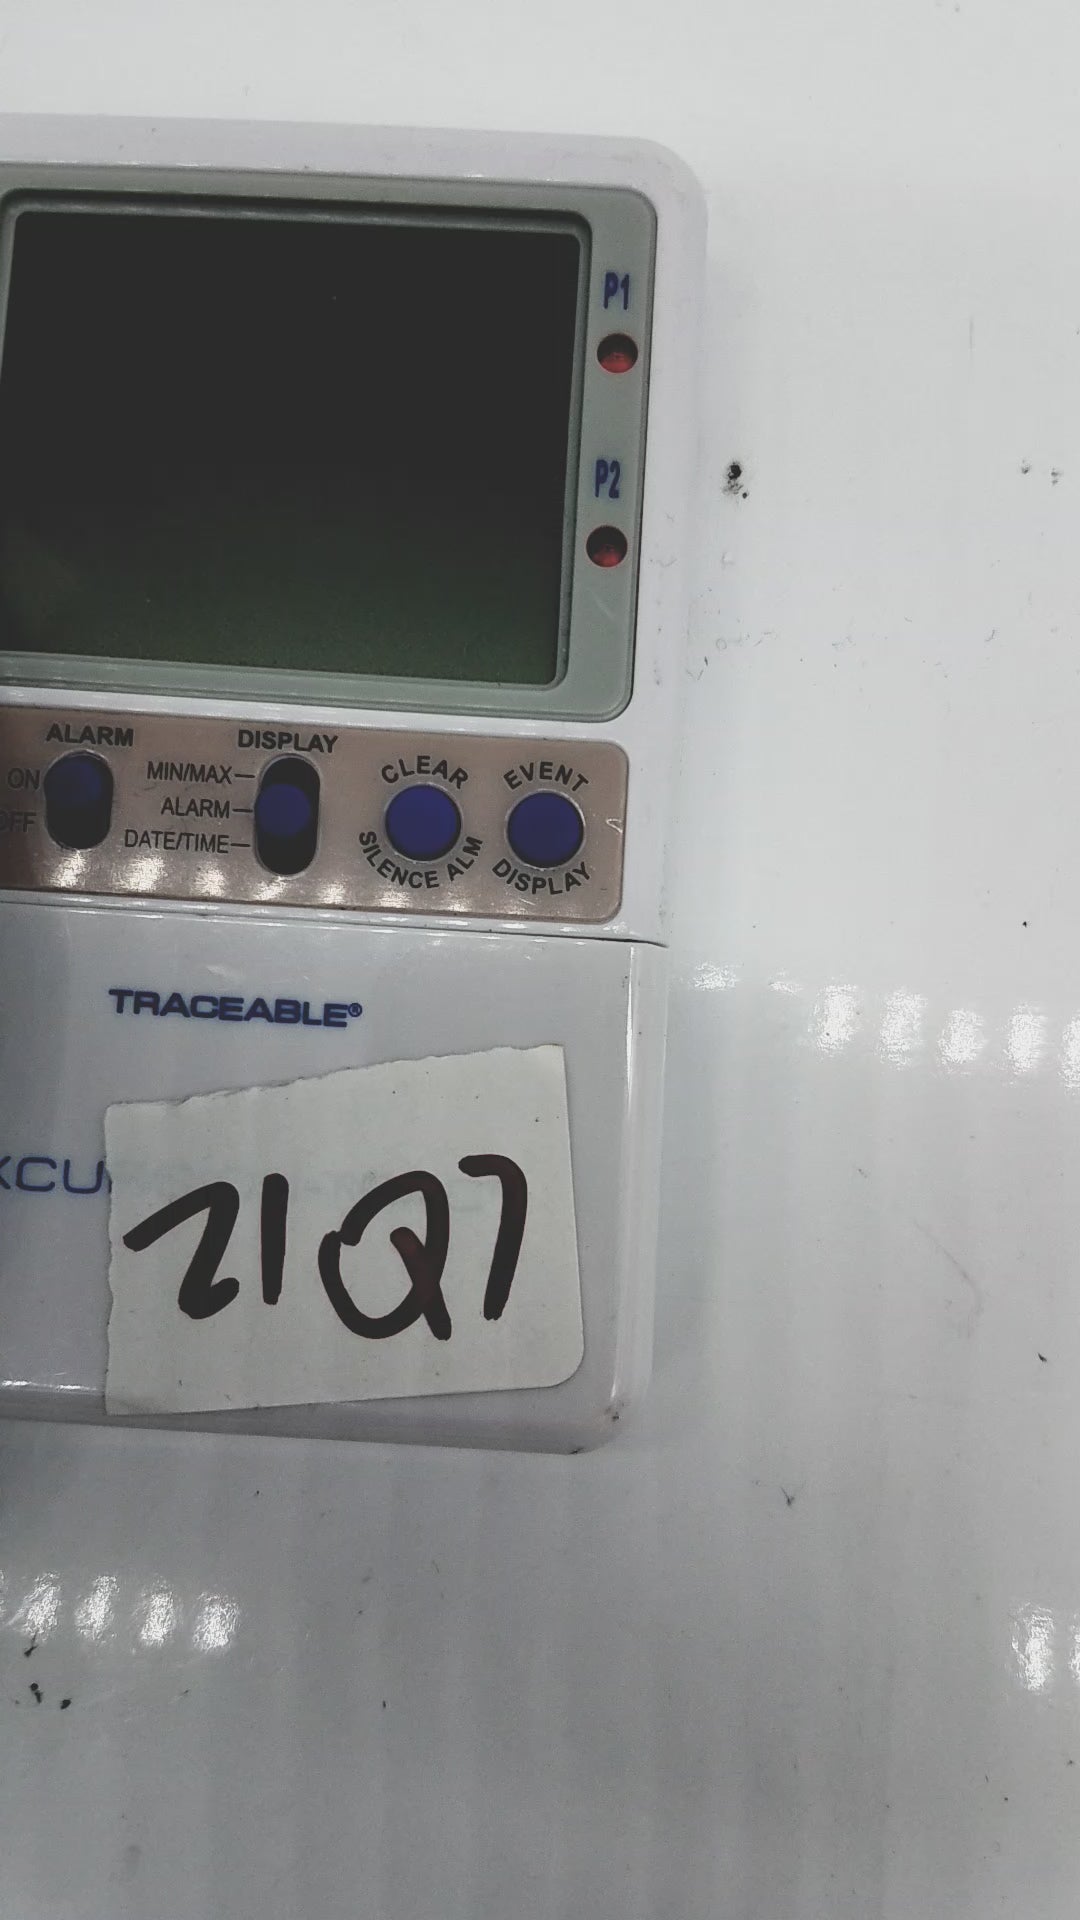 P1
P2
ALARM
ON
OFF
DISPLAY
MIN/MAX
ALARM
DATE/TIME
CLEAR
SILENCE ALM
EVENT
DISPLAY
TRACEABLE®
21Q7